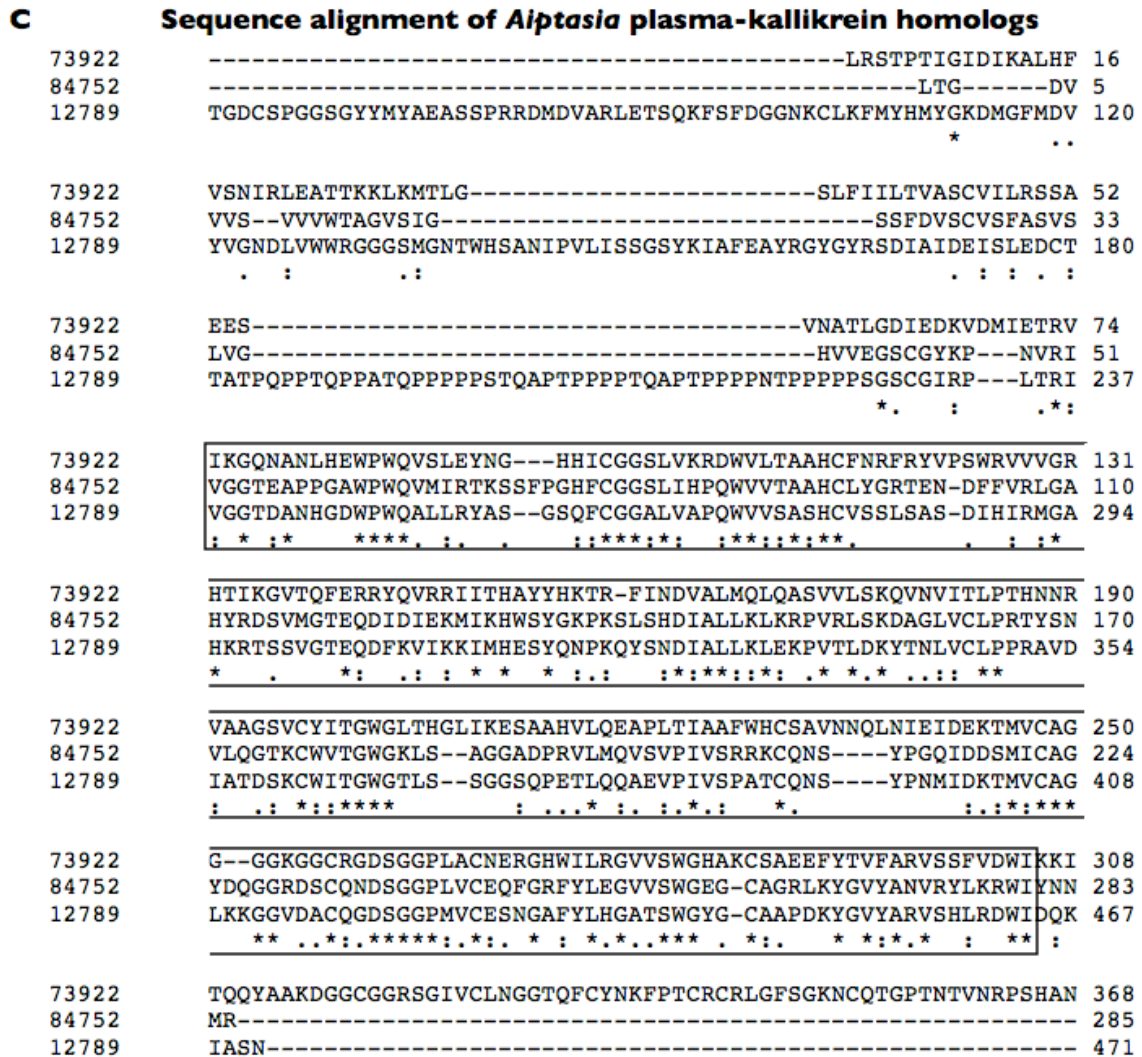 C Sequence alignment of Aiptasia plasma-kallikrein homologs
73922 --------------------------------------------LRSTPTIGIDIKALHF 16
84752 -------------------------------------------------LTG------DV 5
12789 TGDCSPGGSGYYMYAEASSPRRDMDVARLETSQKFSFDGGNKCLKFMYHMYGKDMGFMDV 120
* ..
73922 VSNIRLEATTKKLKMTLG------------------------SLFIILTVASCVILRSSA 52
84752 VVS--VVVWTAGVSIG------------------------------SSFDVSCVSFASVS 33
12789 YVGNDLVWWRGGGSMGNTWHSANIPVLISSGSYKIAFEAYRGYGYRSDIAIDEISLEDCT 180
. : .: . : : . :
73922 EES--------------------------------------VNATLGDIEDKVDMIETRV 74
84752 LVG---------------------------------------HVVEGSCGYKP---NVRI 51
12789 TATPQPPTQPPATQPPPPPSTQAPTPPPPTQAPTPPPPNTPPPPPSGSCGIRP---LTRI 237
*. : .*:
73922 IKGQNANLHEWPWQVSLEYNG---HHICGGSLVKRDWVLTAAHCFNRFRYVPSWRVVVGR 131
84752 VGGTEAPPGAWPWQVMIRTKSSFPGHFCGGSLIHPQWVVTAAHCLYGRTEN-DFFVRLGA 110
12789 VGGTDANHGDWPWQALLRYAS--GSQFCGGALVAPQWVVSASHCVSSLSAS-DIHIRMGA 294
: * :* ****. :. . ::***:*: :**::*:**. . : :*
73922 HTIKGVTQFERRYQVRRIITHAYYHKTR-FINDVALMQLQASVVLSKQVNVITLPTHNNR 190
84752 HYRDSVMGTEQDIDIEKMIKHWSYGKPKSLSHDIALLKLKRPVRLSKDAGLVCLPRTYSN 170
12789 HKRTSSVGTEQDFKVIKKIMHESYQNPKQYSNDIALLKLEKPVTLDKYTNLVCLPPRAVD 354
* . *: .: : * * * :.: :*:**::*: .* *.* ..:: **
73922 VAAGSVCYITGWGLTHGLIKESAAHVLQEAPLTIAAFWHCSAVNNQLNIEIDEKTMVCAG 250
84752 VLQGTKCWVTGWGKLS--AGGADPRVLMQVSVPIVSRRKCQNS----YPGQIDDSMICAG 224
12789 IATDSKCWITGWGTLS--SGGSQPETLQQAEVPIVSPATCQNS----YPNMIDKTMVCAG 408
: .: *::**** : ...* :. :.*.: *. :.:*:***
73922 G--GGKGGCRGDSGGPLACNERGHWILRGVVSWGHAKCSAEEFYTVFARVSSFVDWIKKI 308
84752 YDQGGRDSCQNDSGGPLVCEQFGRFYLEGVVSWGEG-CAGRLKYGVYANVRYLKRWIYNN 283
12789 LKKGGVDACQGDSGGPMVCESNGAFYLHGATSWGYG-CAAPDKYGVYARVSHLRDWIDQK 467
** ..*:.*****:.*:. * : *.*..*** . *:. * *:*.* : ** :
73922 TQQYAAKDGGCGGRSGIVCLNGGTQFCYNKFPTCRCRLGFSGKNCQTGPTNTVNRPSHAN 368
84752 MR---------------------------------------------------------- 285
12789 IASN-------------------------------------------------------- 471